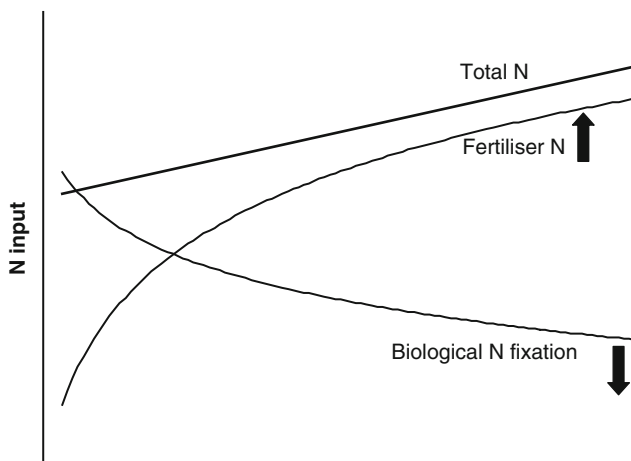 Total N
Fertiliser N
N input
Biological N fixation